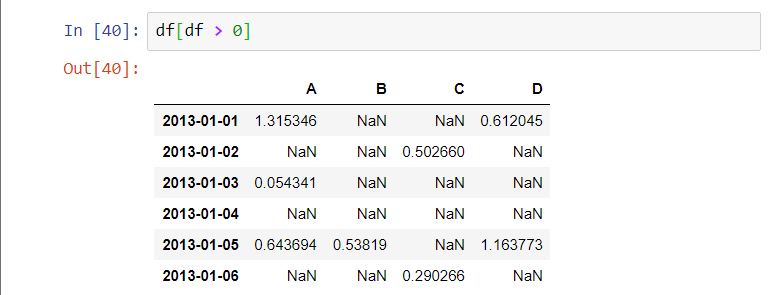 In [40]: df[df > 0]
Out[40]:
A B C D
2013-01-01 1.315346 NaN NaN 0.612045
2013-01-02 NaN NaN 0.502660 NaN
2013-01-03 0.054341 NaN NaN NaN
2013-01-04 NaN NaN NaN NaN
2013-01-05 0.643694 0.53819 NaN 1.163773
2013-01-06 NaN NaN 0.290266 NaN